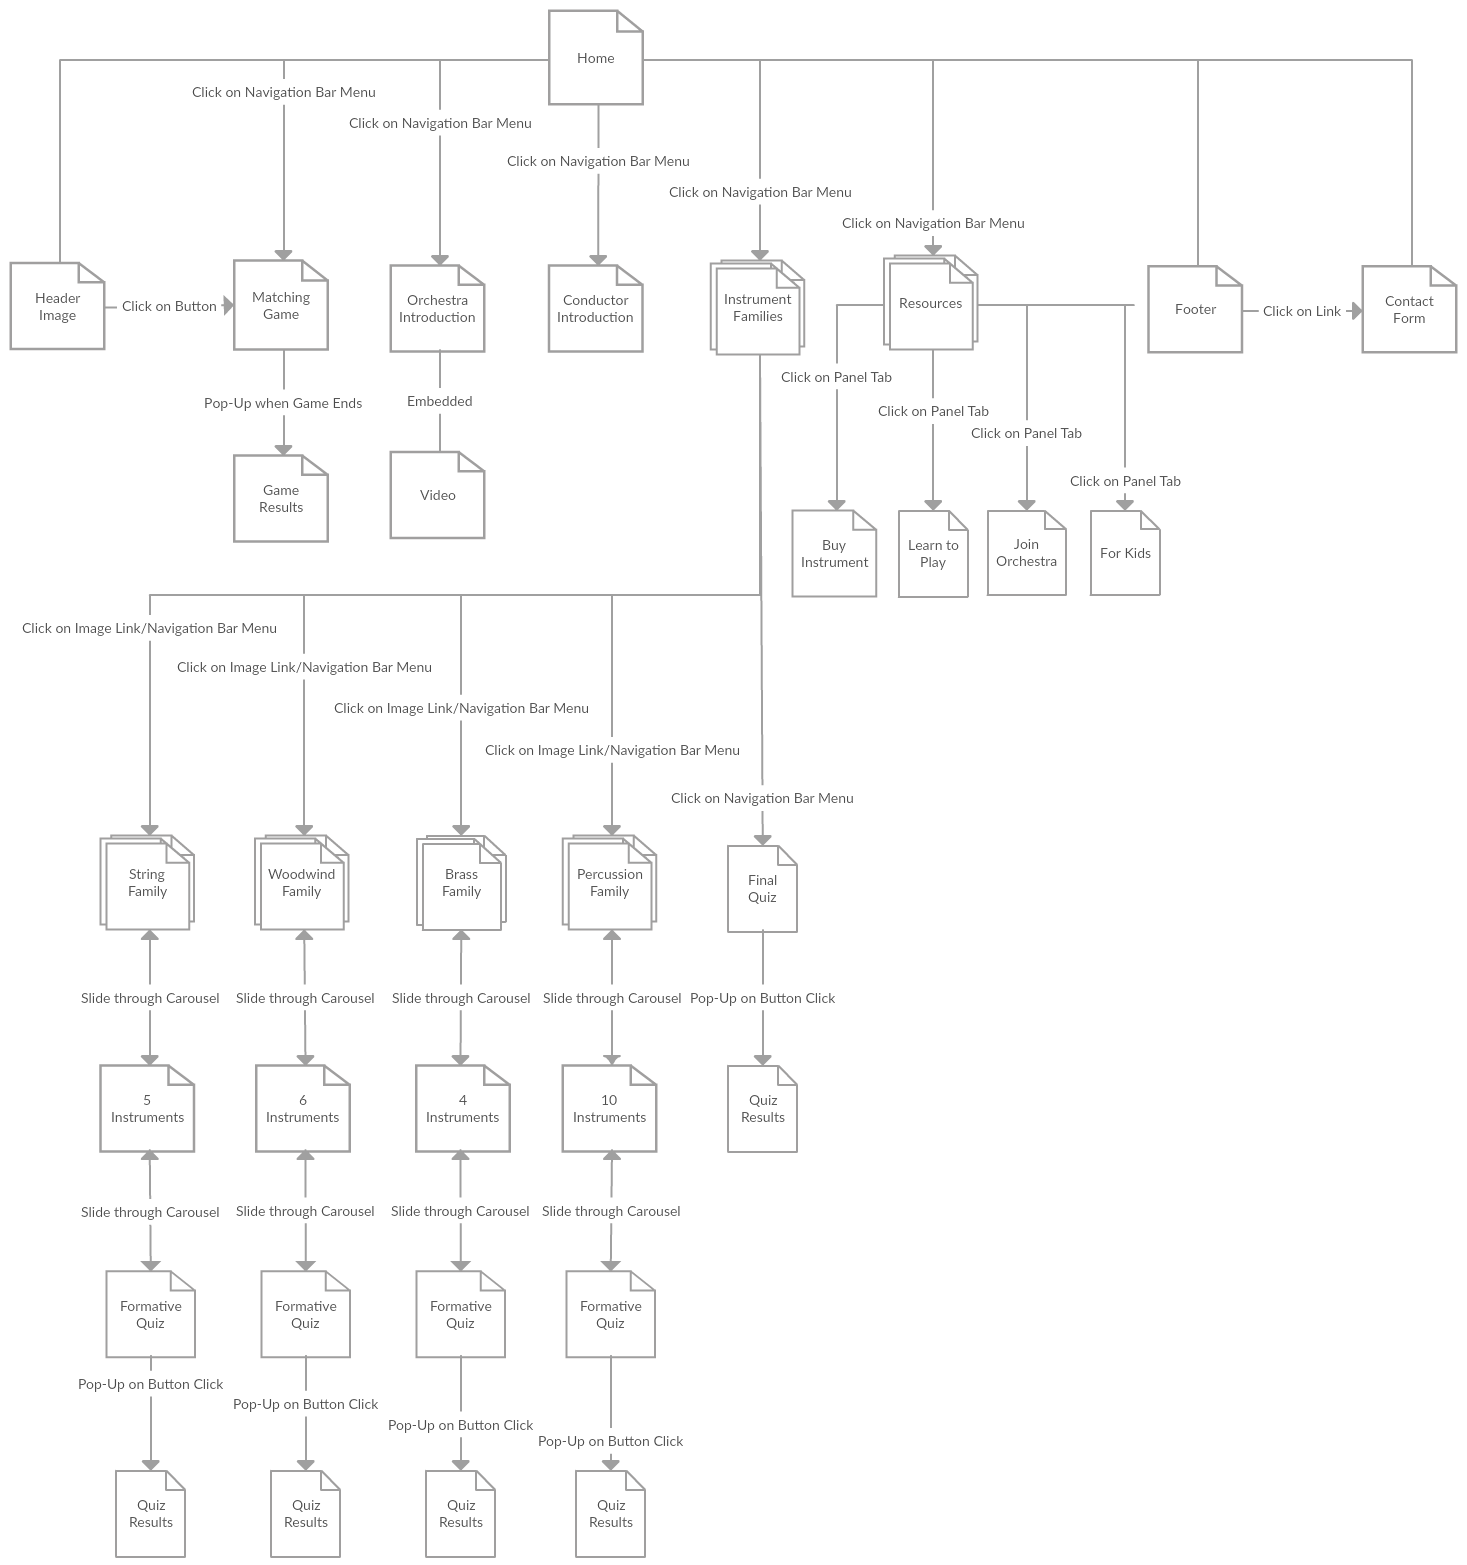 Home
Click on Navigation Bar Menu
Click on Navigation Bar Menu
Click on Navigation Bar Menu
Click on Navigation Bar Menu
Click on Navigation Bar Menu
Header
Image
Click on Button
Matching
Game
Orchestra
Introduction
Conductor
Introduction
Instrument
Families
Resources
Footer
Click on Link
Contact
Form
Click on Panel Tab
Click on Panel Tab
Click on Panel Tab
Click on Panel Tab
Pop-Up when Game Ends
Embedded
Game
Results
Video
Buy
Instrument
Learn to
Play
Join
Orchestra
For Kids
Click on Image Link/Navigation Bar Menu
Click on Image Link/Navigation Bar Menu
Click on Image Link/Navigation Bar Menu
Click on Image Link/Navigation Bar Menu
Click on Navigation Bar Menu
String
Family
Woodwind
Family
Brass
Family
Percussion
Family
Final
Quiz
Slide through Carousel
Slide through Carousel
Slide through Carousel
Slide through Carousel
Pop-Up on Button Click
5
Instruments
6
Instruments
4
Instruments
10
Instruments
Quiz
Results
Slide through Carousel
Slide through Carousel
Slide through Carousel
Slide through Carousel
Formative
Quiz
Formative
Quiz
Formative
Quiz
Formative
Quiz
Pop-Up on Button Click
Pop-Up on Button Click
Pop-Up on Button Click
Pop-Up on Button Click
Quiz
Results
Quiz
Results
Quiz
Results
Quiz
Results